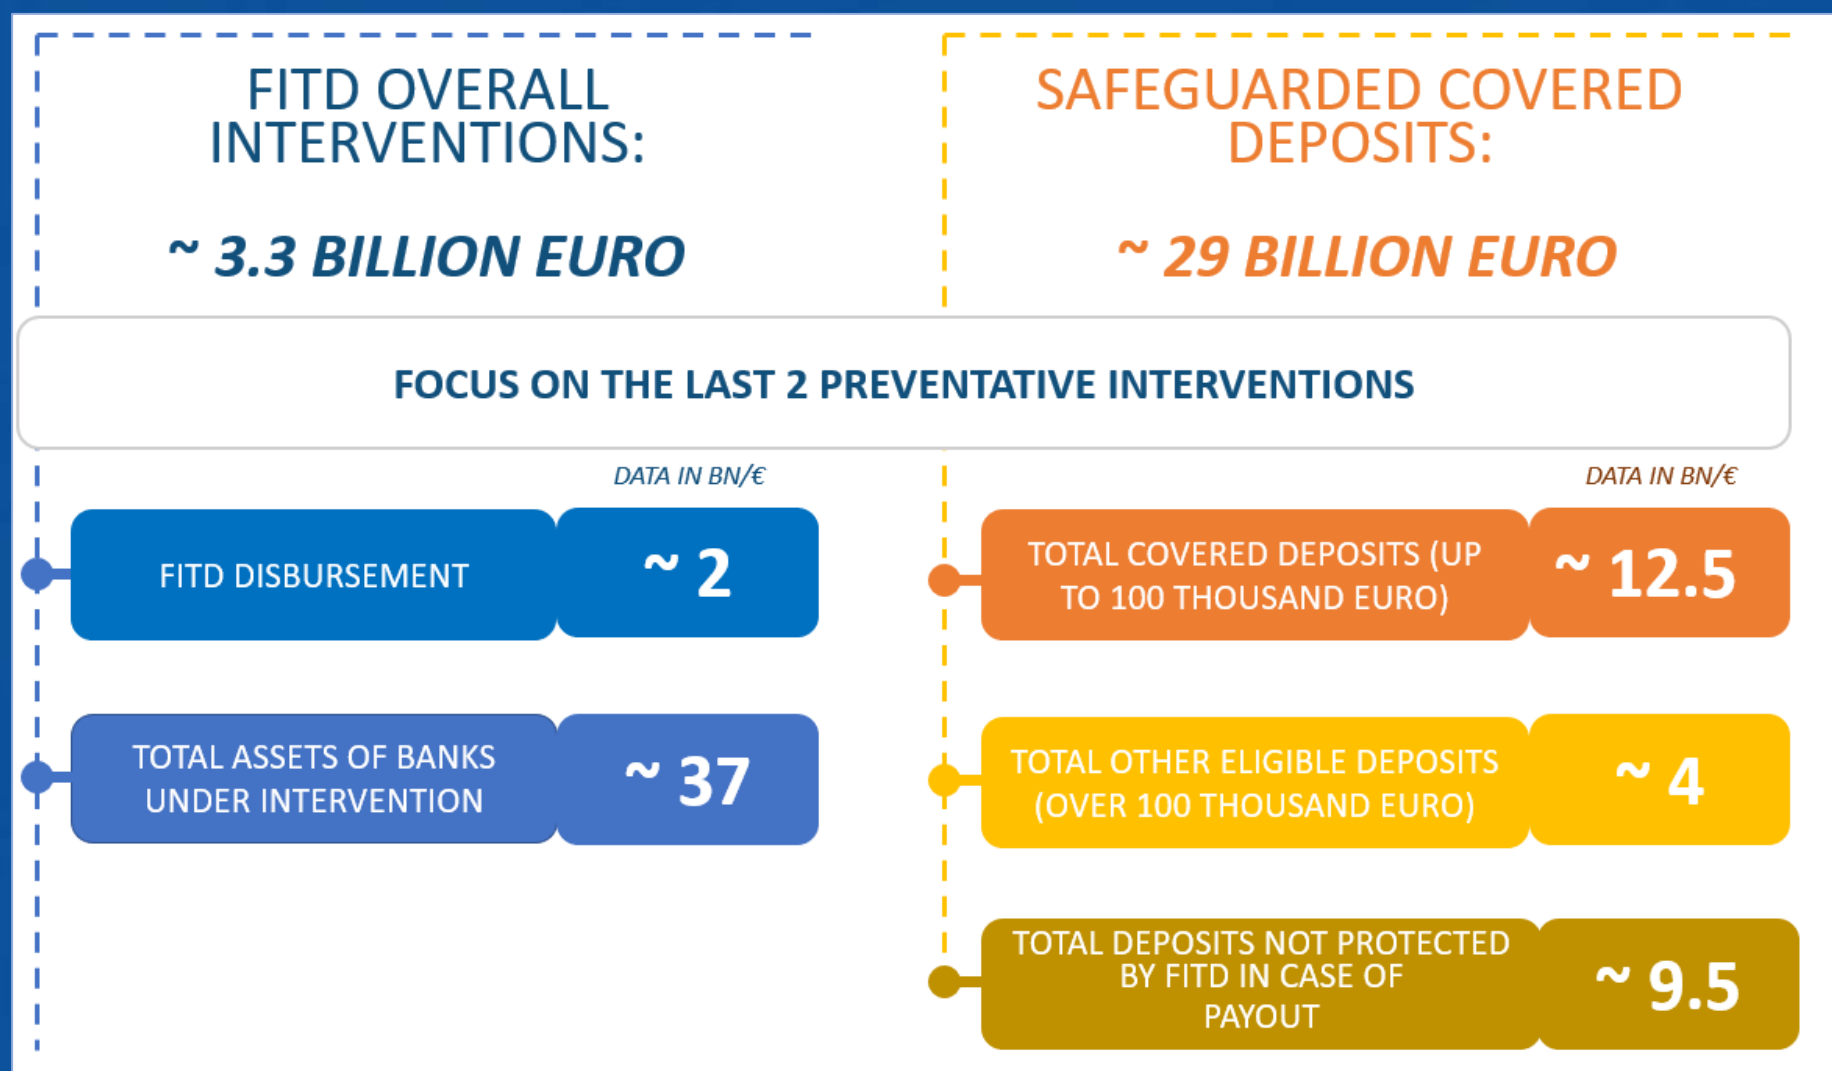 FITD OVERALL
INTERVENTIONS:
~ 3.3 BILLION EURO
SAFEGUARDED COVERED
DEPOSITS:
~ 29 BILLION EURO
FOCUS ON THE LAST 2 PREVENTATIVE INTERVENTIONS
DATA IN BN/€
FITD DISBURSEMENT
~ 2
TOTAL ASSETS OF BANKS
UNDER INTERVENTION
~ 37
DATA IN BN/€
TOTAL COVERED DEPOSITS (UP
TO 100 THOUSAND EURO)
~ 12.5
TOTAL OTHER ELIGIBLE DEPOSITS
(OVER 100 THOUSAND EURO)
~ 4
TOTAL DEPOSITS NOT PROTECTED
BY FITD IN CASE OF
PAYOUT
~ 9.5